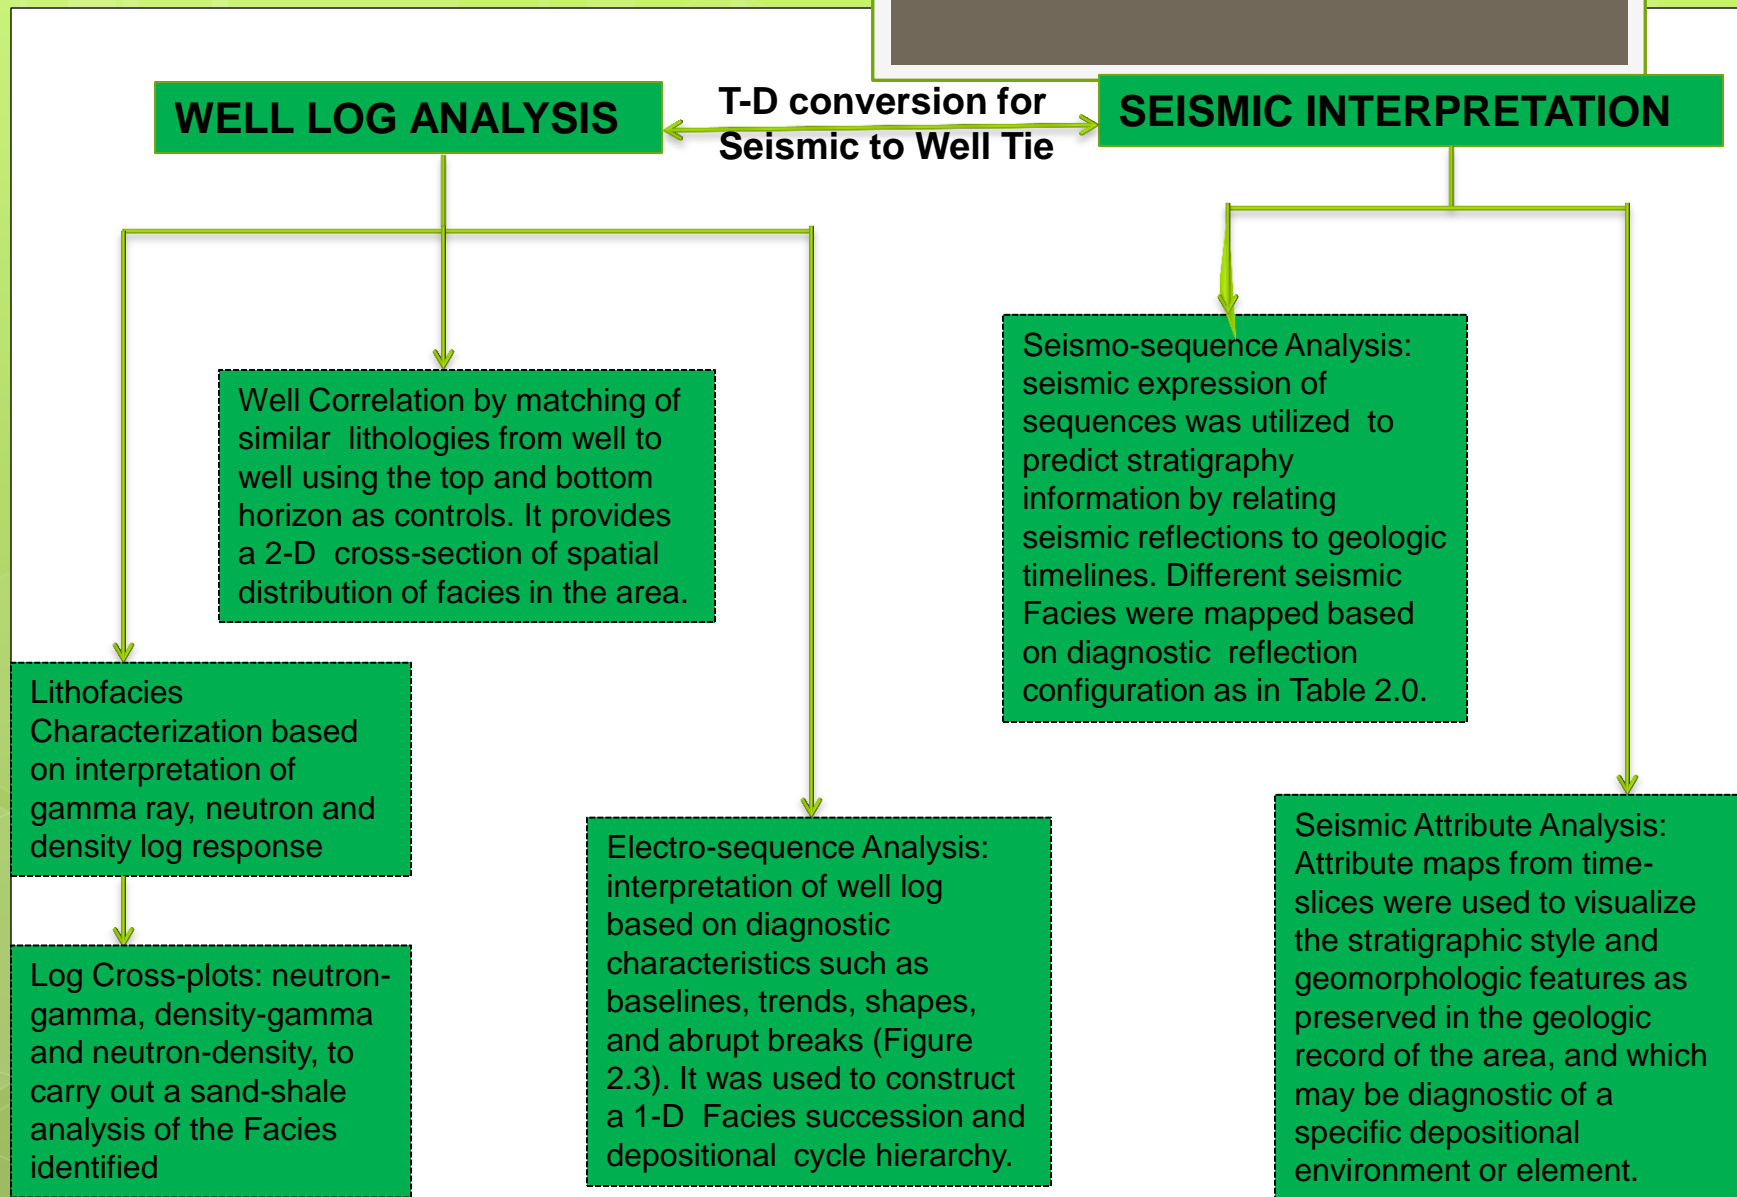 WELL LOG ANALYSIS
T-D conversion for
Seismic to Well Tie
SEISMIC INTERPRETATION
Well Correlation by matching of
similar lithologies from well to
well using the top and bottom
horizon as controls. It provides
a 2-D cross-section of spatial
distribution of facies in the area.
Seismo-sequence Analysis:
seismic expression of
sequences was utilized to
predict stratigraphy
information by relating
seismic reflections to geologic
timelines. Different seismic
Facies were mapped based
on diagnostic reflection
configuration as in Table 2.0.
Lithofacies
Characterization based
on interpretation of
gamma ray, neutron and
density log response
Log Cross-plots: neutron-
gamma, density-gamma
and neutron-density, to
carry out a sand-shale
analysis of the Facies
identified
Electro-sequence Analysis:
interpretation of well log
based on diagnostic
characteristics such as
baselines, trends, shapes,
and abrupt breaks (Figure
2.3). It was used to construct
a 1-D Facies succession and
depositional cycle hierarchy.
Seismic Attribute Analysis:
Attribute maps from time-
slices were used to visualize
the stratigraphic style and
geomorphologic features as
preserved in the geologic
record of the area, and which
may be diagnostic of a
specific depositional
environment or element.